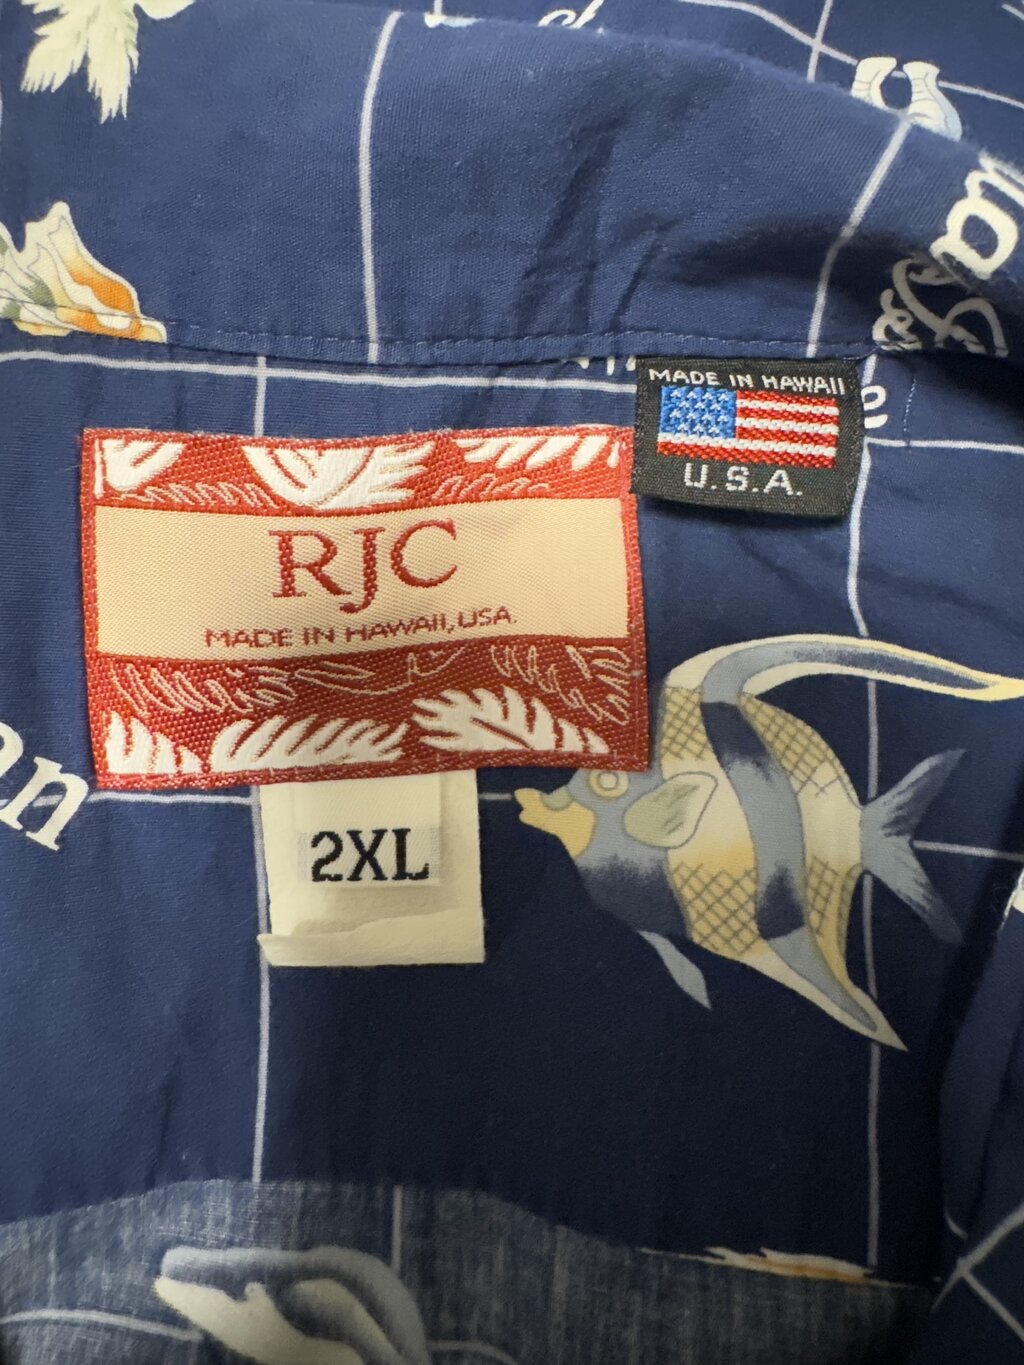 MADE IN HAWAII
U.S.A.
RJC
MADE IN HAWAII, USA.
2XL